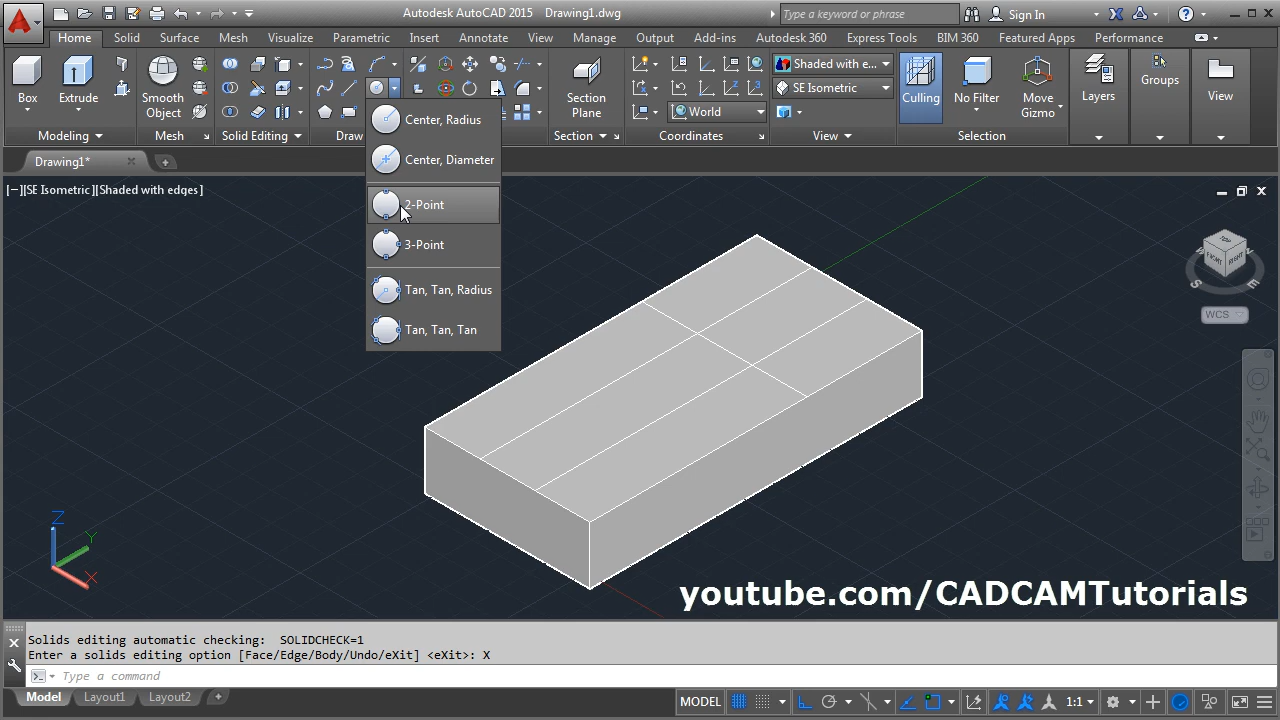 Autodesk AutoCAD 2015 Drawing1.dwg
Type a keyword or phrase
Sign In
Home Solid Surface Mesh Visualize Parametric Insert Annotate View Manage Output Add-ins Autodesk 360 Express Tools BIM 360 Featured Apps Performance
Box
Extrude
Smooth
Object
Section
Plane
Shaded with e...
SE Isometric
World
Culling
No Filter
Move
Gizmo
Layers
Groups
View
Modeling
Mesh
Solid Editing
Draw
Section
Coordinates
View
Selection
Drawing1*
Center, Radius
Center, Diameter
2-Point
3-Point
Tan, Tan, Radius
Tan, Tan, Tan
[−][SE Isometric][Shaded with edges]
TOP
FRONT
RIGHT
S
E
WCS
Z
Y
X
youtube.com/CADCAMTutorials
Solids editing automatic checking: SOLIDCHECK=1
Enter a solids editing option [Face/Edge/Body/Undo/eXit] <eXit>: X
Type a command
Model Layout1 Layout2 +
MODEL
1:1